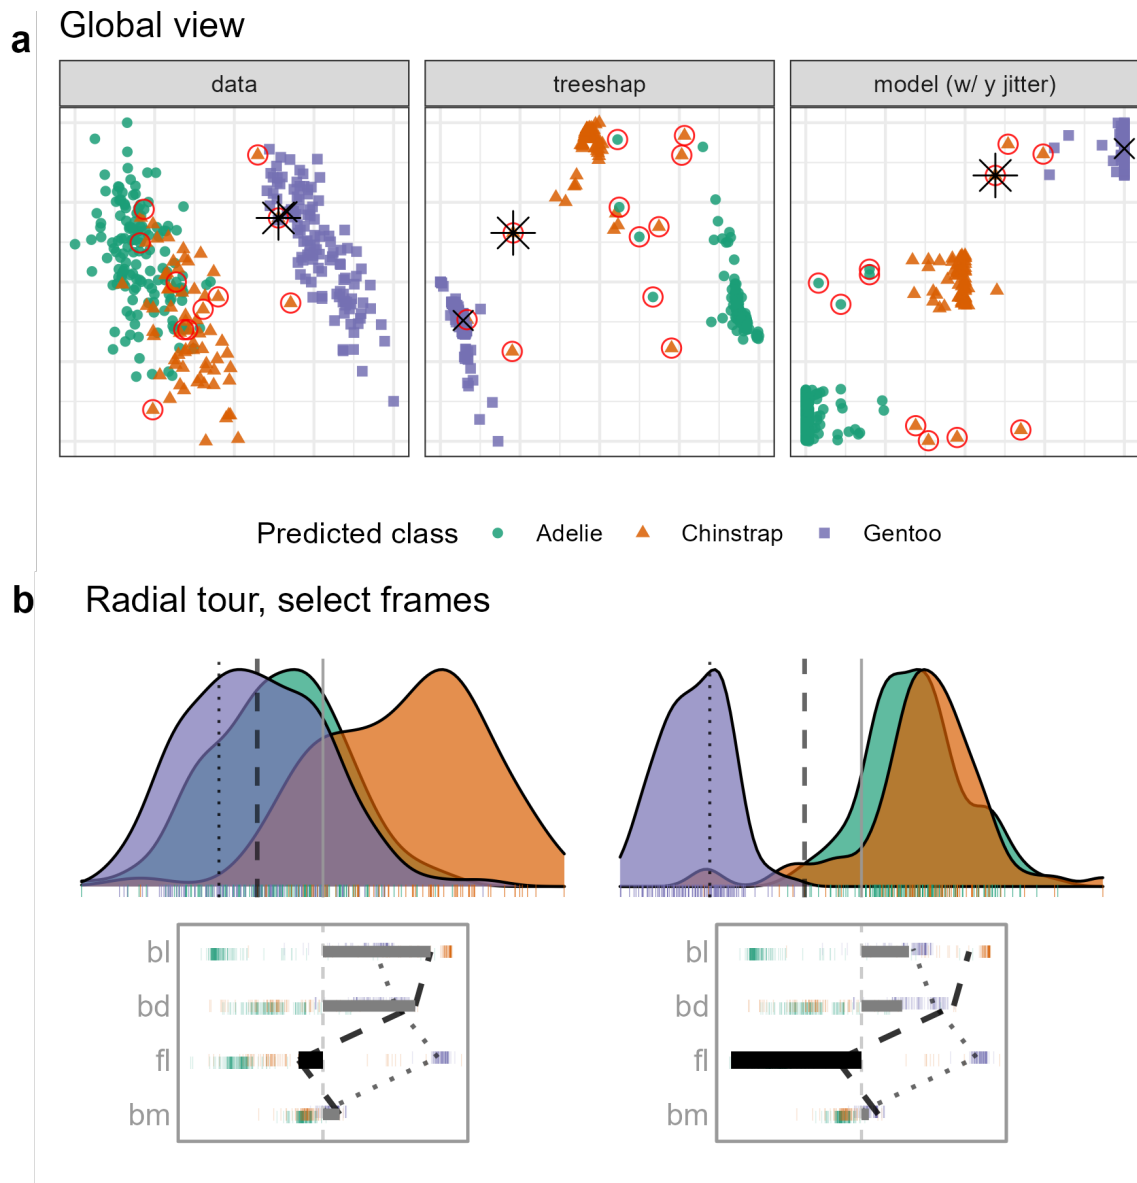 a Global view
data treeshap model (w/ y jitter)
Predicted class Adelie Chinstrap Gentoo
b Radial tour, select frames
bl bl
bd bd
fl fl
bm bm